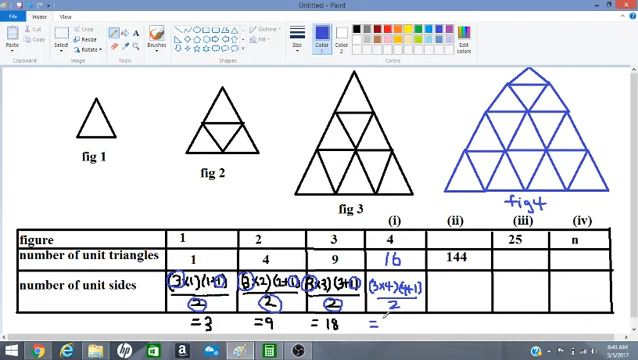 Untitled - Paint
File Home View
Paste
Cut
Copy
Clipboard
Select
Crop
Resize
Rotate
Image
Tools
Brushes
Outline
Fill
Shapes
Size
Color 1
Color 2
Colors
Edit colors
fig 1
fig 2
fig 3
fig 4
(i) (ii) (iii) (iv)
figure 1 2 3 4 25 n
number of unit triangles 1 4 9 16 144
number of unit sides (3×1)(1+1)/2 (3×2)(2+1)/2 (3×3)(3+1)/2 (3×4)(4+1)/2
=3 =9 =18 =
8:41 AM
5/5/2017